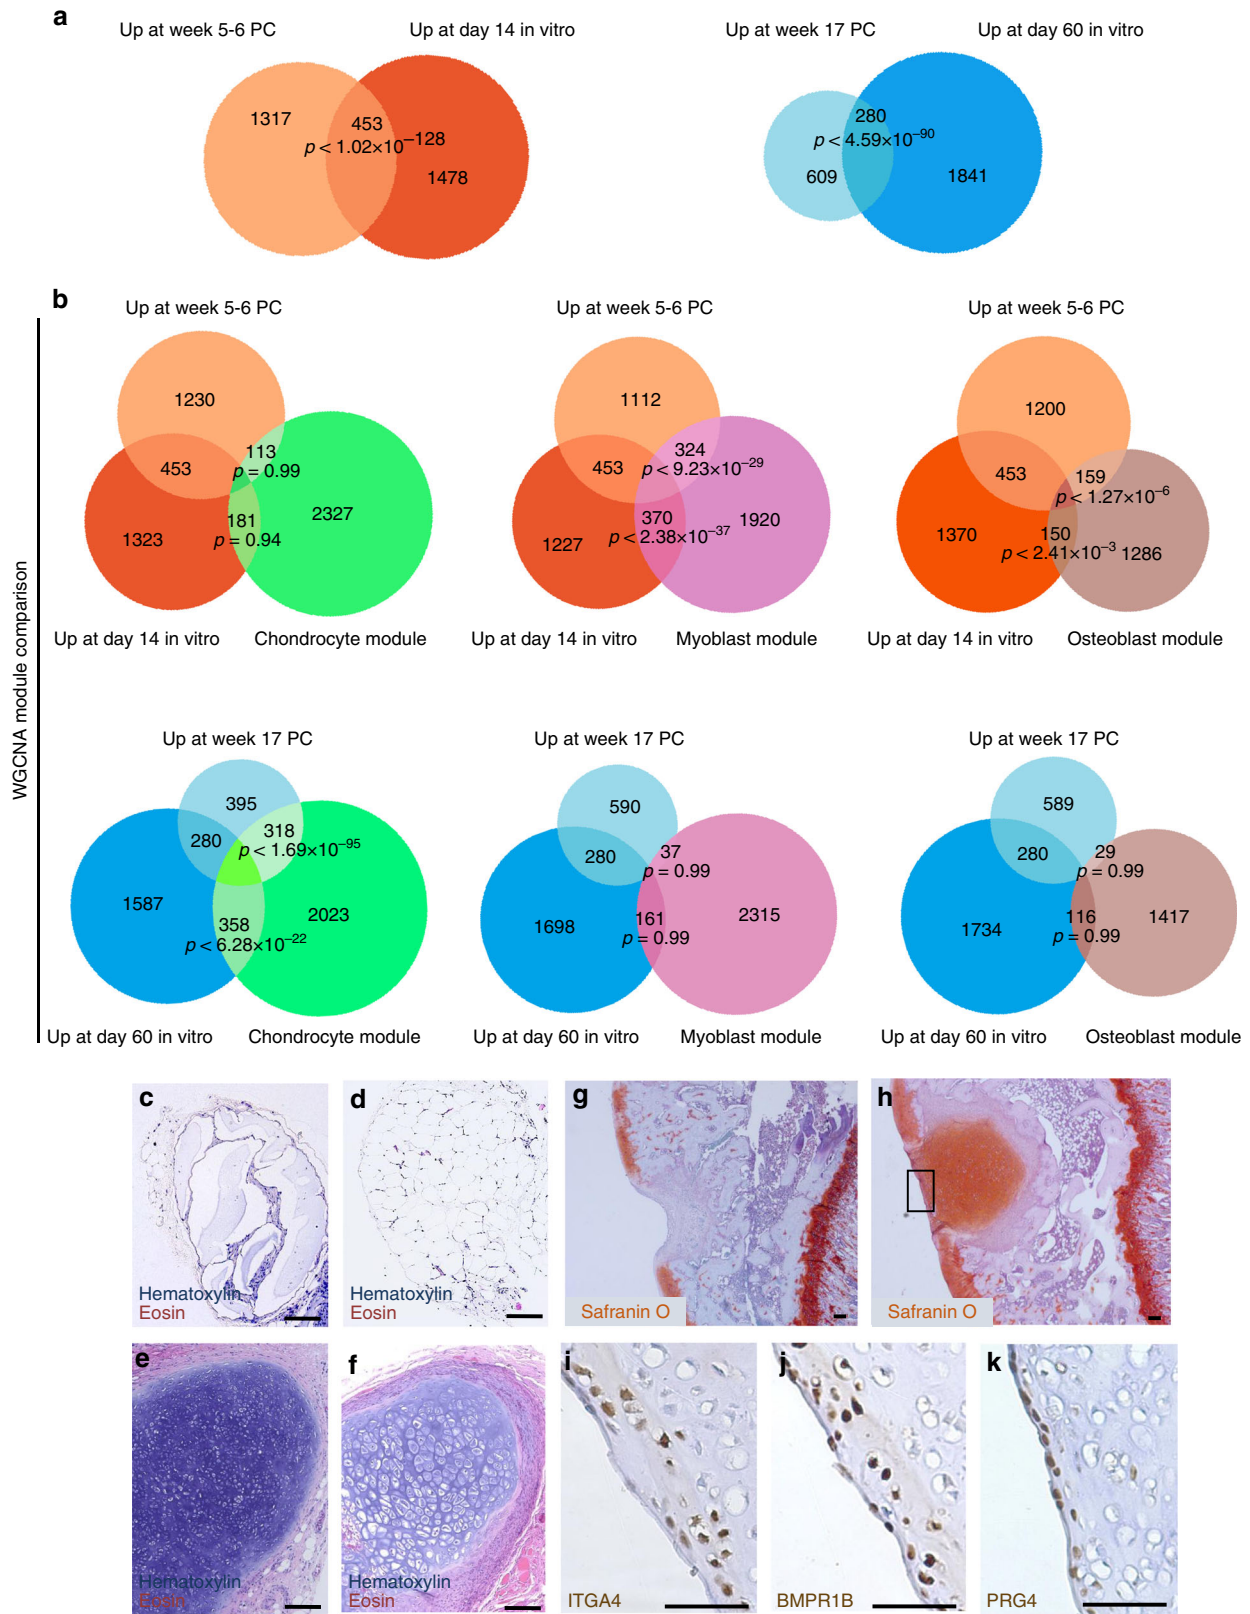 a
Up at week 5-6 PC
Up at day 14 in vitro
1317
453
p < 1.02×10–128
1478
Up at week 17 PC
Up at day 60 in vitro
280
p < 4.59×10–90
609
1841
b
WGCNA module comparison
Up at week 5-6 PC
1230
113
p = 0.99
453
181
p = 0.94
1323
2327
Up at day 14 in vitro
Chondrocyte module
Up at week 5-6 PC
1112
324
p < 9.23×10–29
453
370
p < 2.38×10–37
1227
1920
Up at day 14 in vitro
Myoblast module
Up at week 5-6 PC
1200
453
159
p < 1.27×10–6
150
p < 2.41×10–3
1370
1286
Up at day 14 in vitro
Osteoblast module
Up at week 17 PC
395
280
318
p < 1.69×10–95
1587
358
p < 6.28×10–22
2023
Up at day 60 in vitro
Chondrocyte module
Up at week 17 PC
590
280
37
p = 0.99
161
p = 0.99
1698
2315
Up at day 60 in vitro
Myoblast module
Up at week 17 PC
589
280
29
p = 0.99
116
p = 0.99
1734
1417
Up at day 60 in vitro
Osteoblast module
c
Hematoxylin
Eosin
d
Hematoxylin
Eosin
g
Safranin O
h
Safranin O
e
Hematoxylin
Eosin
f
Hematoxylin
Eosin
i
ITGA4
j
BMPR1B
k
PRG4